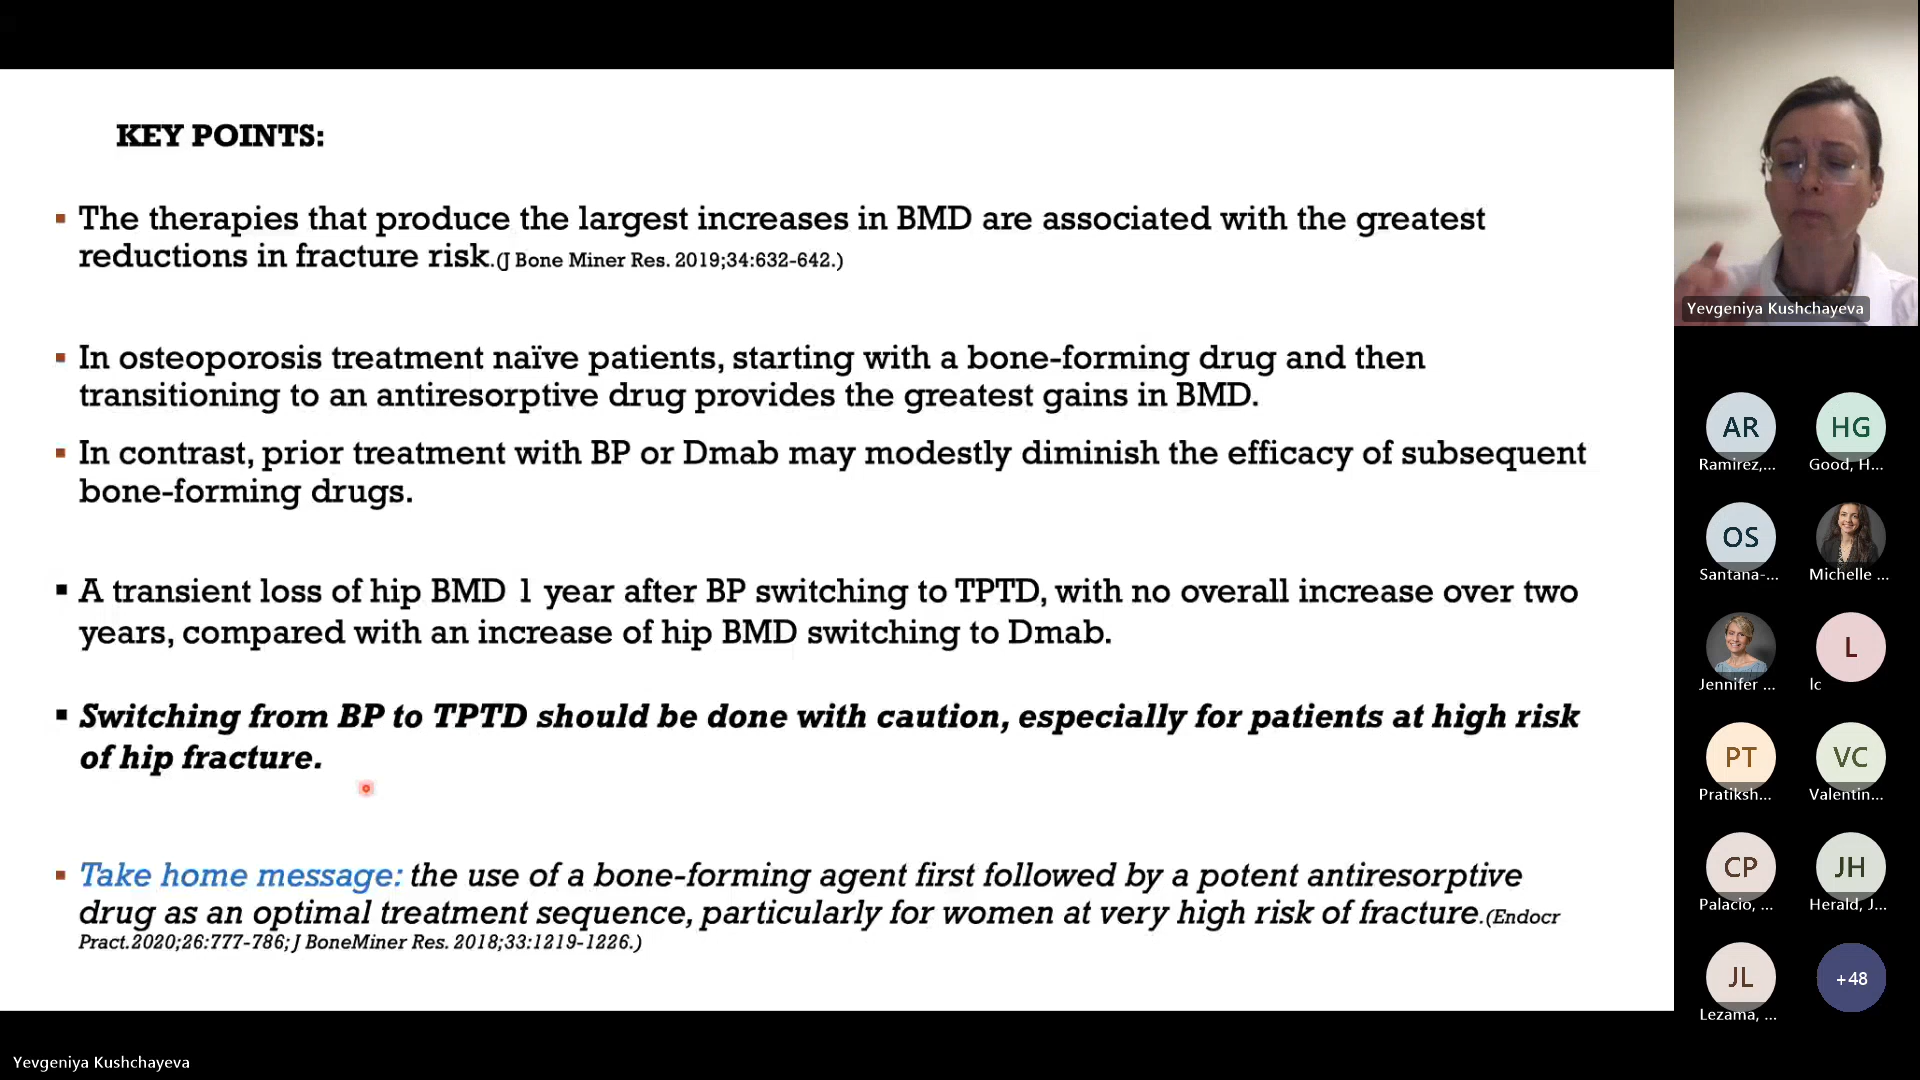 KEY POINTS:
▪ The therapies that produce the largest increases in BMD are associated with the greatest
reductions in fracture risk.(J Bone Miner Res. 2019;34:632-642.)
▪ In osteoporosis treatment naïve patients, starting with a bone-forming drug and then
transitioning to an antiresorptive drug provides the greatest gains in BMD.
▪ In contrast, prior treatment with BP or Dmab may modestly diminish the efficacy of subsequent
bone-forming drugs.
▪ A transient loss of hip BMD 1 year after BP switching to TPTD, with no overall increase over two
years, compared with an increase of hip BMD switching to Dmab.
▪ Switching from BP to TPTD should be done with caution, especially for patients at high risk
of hip fracture.
▪ Take home message: the use of a bone-forming agent first followed by a potent antiresorptive
drug as an optimal treatment sequence, particularly for women at very high risk of fracture.(Endocr
Pract.2020;26:777-786; J BoneMiner Res. 2018;33:1219-1226.)
Yevgeniya Kushchayeva
AR
Ramirez,...
HG
Good, H...
OS
Santana-...
Michelle ...
Jennifer ...
L
lc
PT
Pratiksh...
VC
Valentin...
CP
Palacio, ...
JH
Herald, J...
JL
Lezama, ...
+48
Yevgeniya Kushchayeva